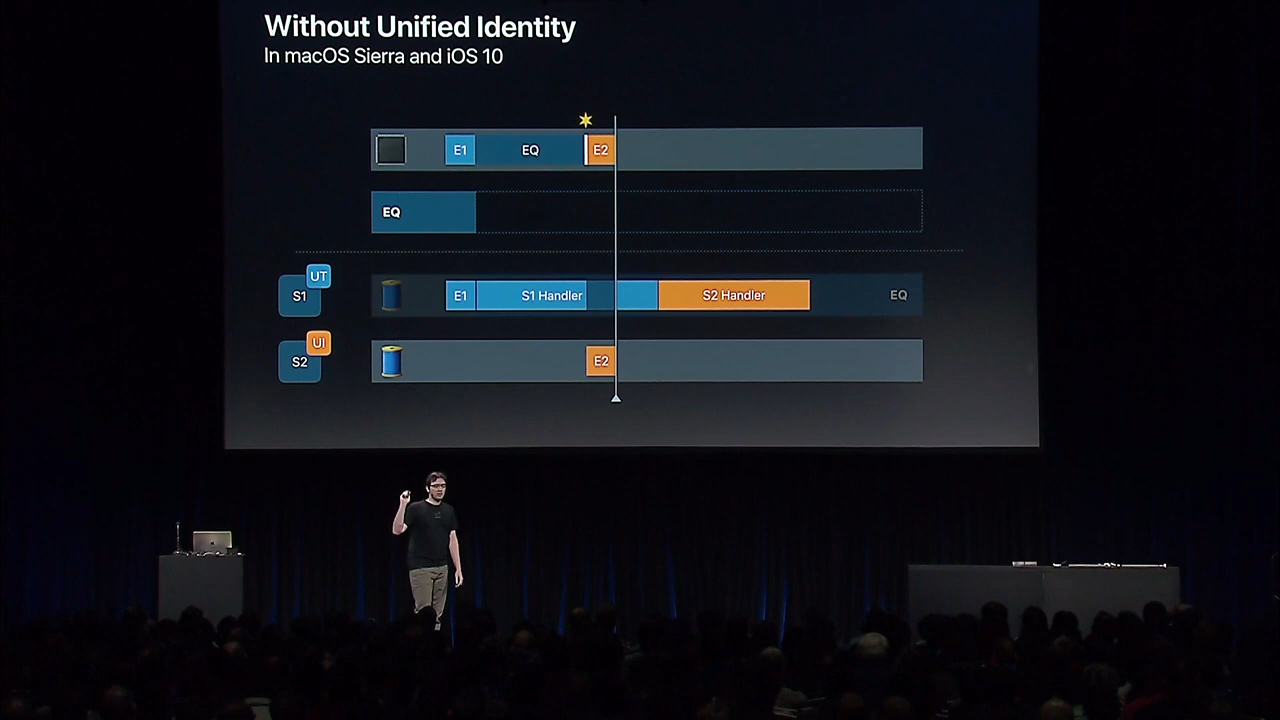 Without Unified Identity
In macOS Sierra and iOS 10
E1 EQ E2
EQ
UT
S1 E1 S1 Handler S2 Handler EQ
UI
S2 E2